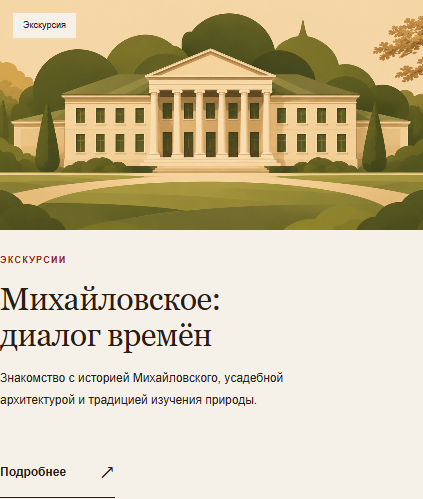 Экскурсия
ЭКСКУРСИИ
Михайловское:
диалог времён
Знакомство с историей Михайловского, усадебной
архитектурой и традицией изучения природы.
Подробнее ↗